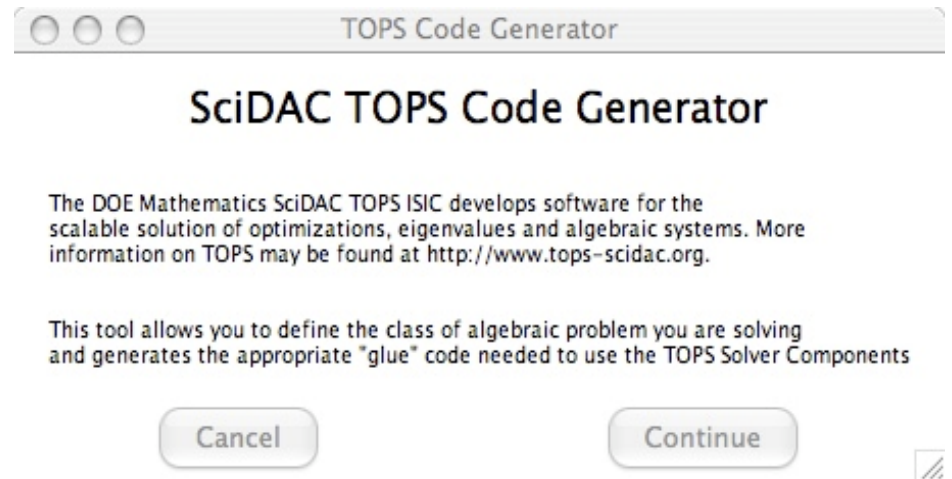 TOPS Code Generator
SciDAC TOPS Code Generator
The DOE Mathematics SciDAC TOPS ISIC develops software for the
scalable solution of optimizations, eigenvalues and algebraic systems. More
information on TOPS may be found at http://www.tops-scidac.org.
This tool allows you to define the class of algebraic problem you are solving
and generates the appropriate "glue" code needed to use the TOPS Solver Components
Cancel
Continue